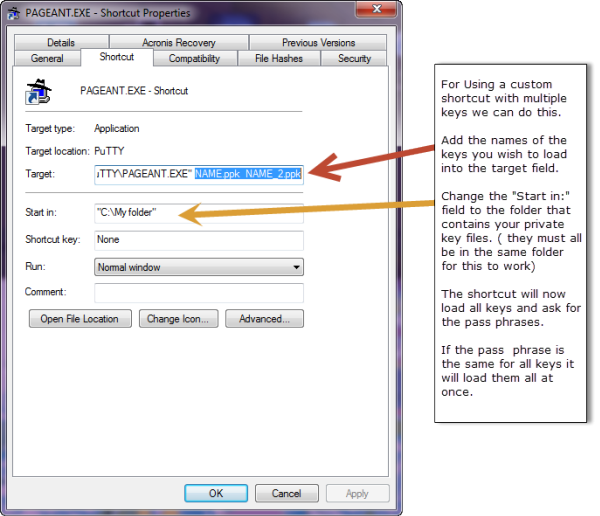 PAGEANT.EXE - Shortcut Properties
Details Acronis Recovery Previous Versions
General Shortcut Compatibility File Hashes Security
PAGEANT.EXE - Shortcut
Target type: Application
Target location: PuTTY
Target: TTY\PAGEANT.EXE" NAME.ppk NAME_2.ppk
Start in: "C:\My folder"
Shortcut key: None
Run: Normal window
Comment:
Open File Location Change Icon... Advanced...
OK Cancel Apply
For Using a custom
shortcut with multiple
keys we can do this.
Add the names of the
keys you wish to load
into the target field.
Change the "Start in:"
field to the folder that
contains your private
key files. ( they must all
be in the same folder
for this to work)
The shortcut will now
load all keys and ask for
the pass phrases.
If the pass phrase is
the same for all keys it
will load them all at
once.